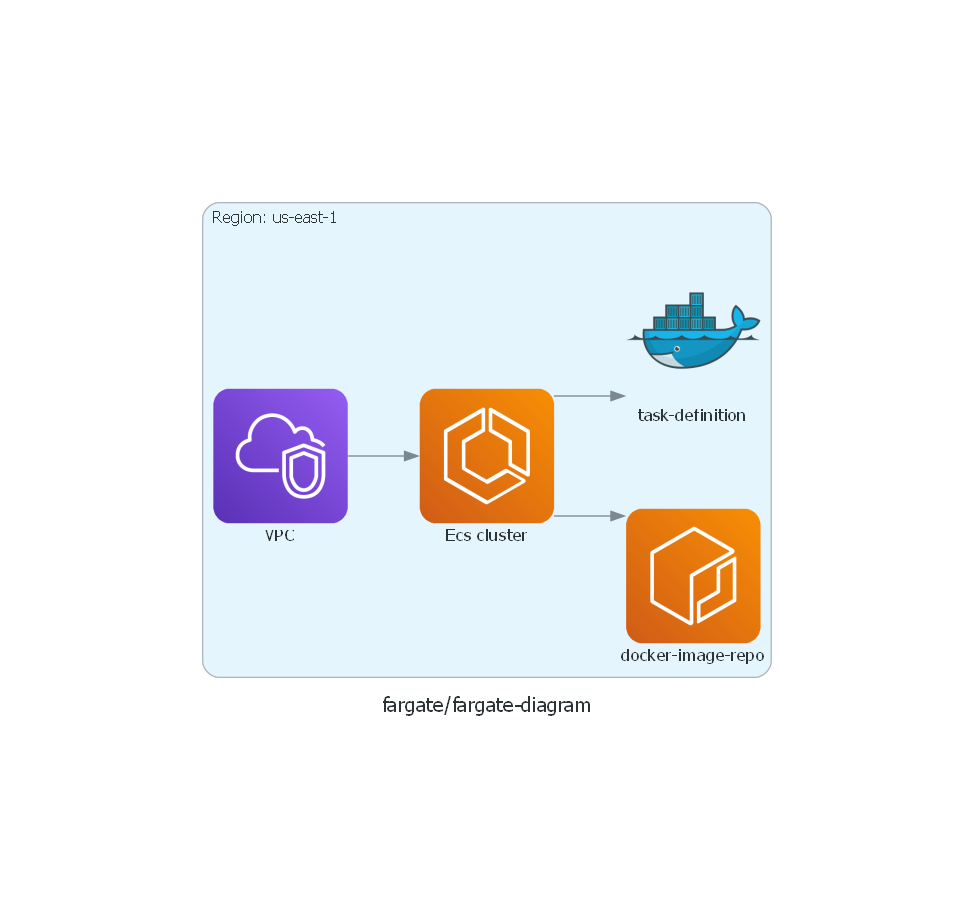 Region: us-east-1
task-definition
VPC
Ecs cluster
docker-image-repo
fargate/fargate-diagram